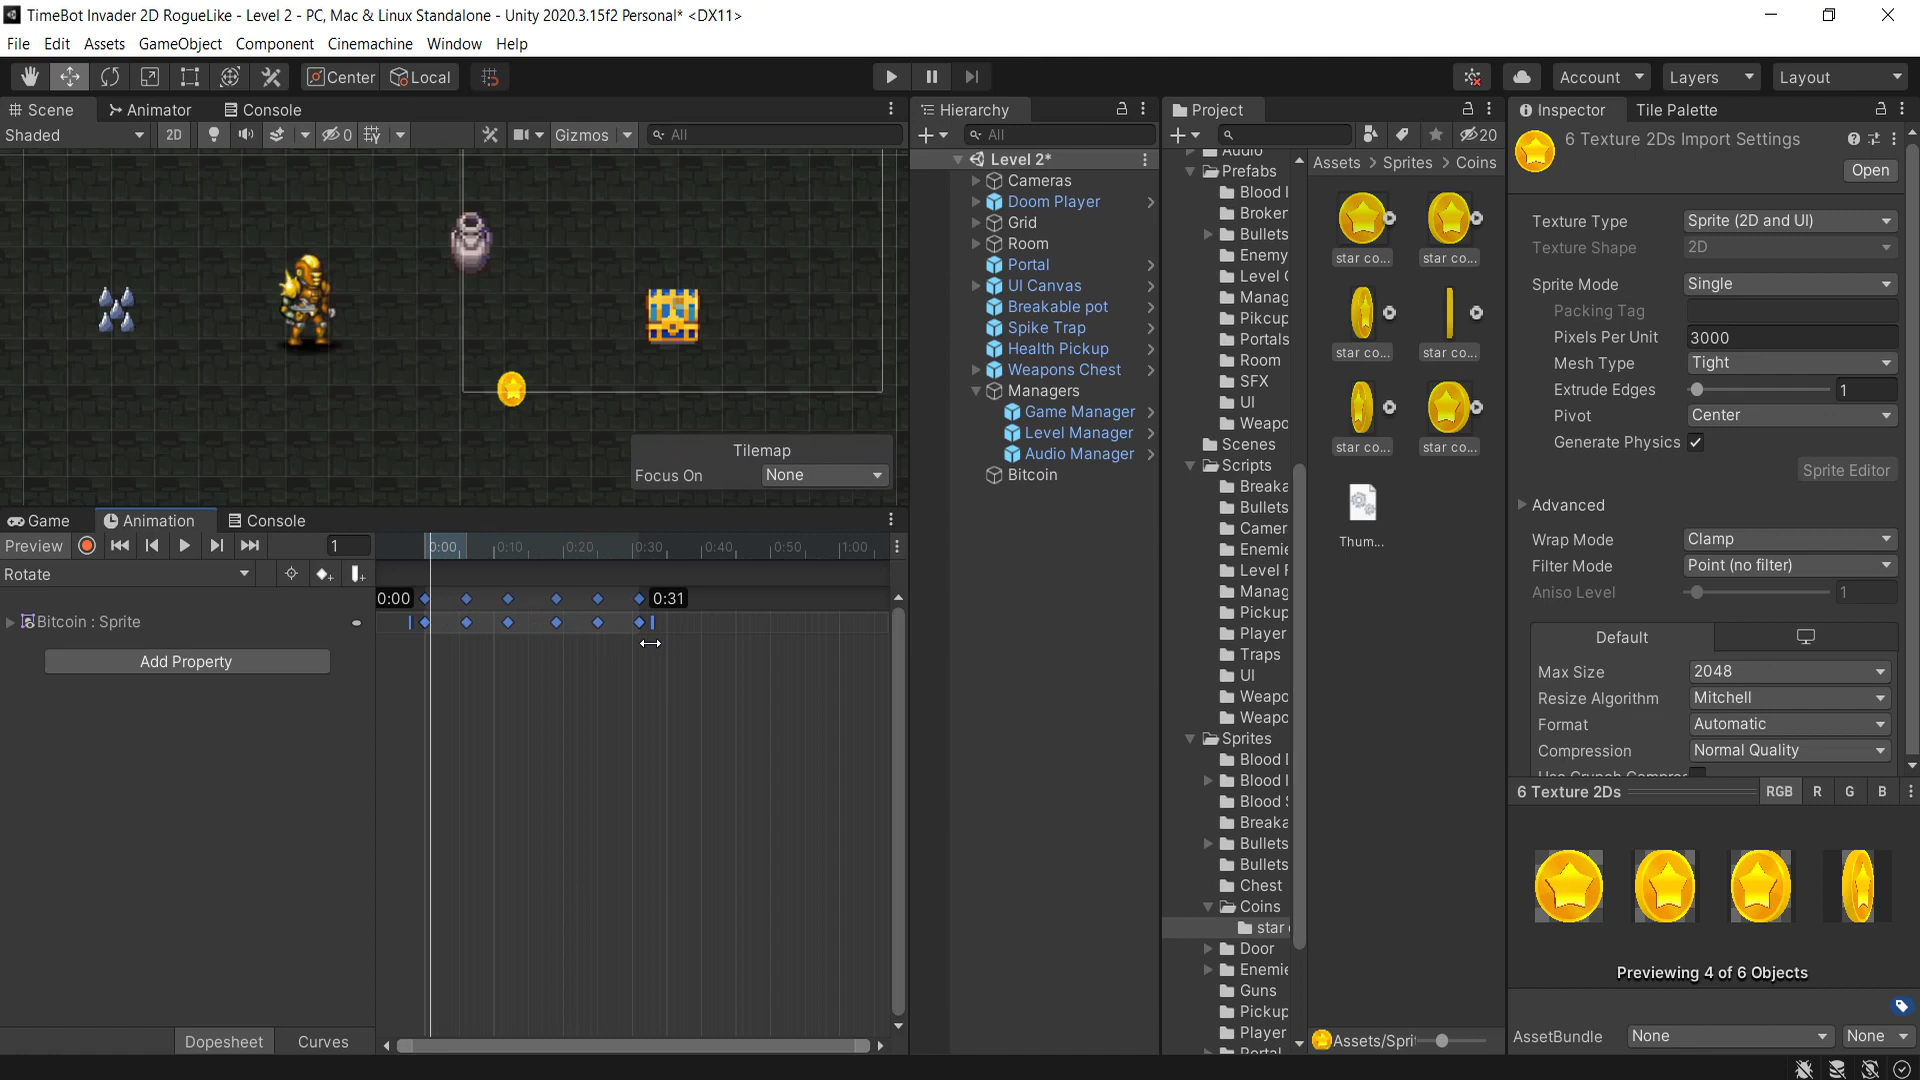 TimeBot Invader 2D RogueLike - Level 2 - PC, Mac & Linux Standalone - Unity 2020.3.15f2 Personal* <DX11>
File Edit Assets GameObject Component Cinemachine Window Help
Center Local Account Layers Layout
Scene Animator Console
Shaded 2D 0 Gizmos All
Tilemap
Focus On None
Game Animation Console
Preview 1 0:00 0:10 0:20 0:30 0:40 0:50 1:00
Rotate
0:00 0:31
Bitcoin : Sprite
Add Property
Dopesheet Curves
Hierarchy
All
Level 2*
Cameras
Doom Player
Grid
Room
Portal
UI Canvas
Breakable pot
Spike Trap
Health Pickup
Weapons Chest
Managers
Game Manager
Level Manager
Audio Manager
Bitcoin
Project
20
Audio
Prefabs
Blood
Broker
Bullets
Enemy
Level
Manag
Pikcup
Portals
Room
SFX
UI
Weapo
Scenes
Scripts
Breaka
Bullets
Camer
Enemie
Level
Manag
Pickup
Player
Traps
UI
Weapo
Weapo
Sprites
Blood
Blood
Blood
Breaka
Bullets
Bullets
Chest
Coins
star
Door
Enemie
Guns
Pickup
Player
Portal
Assets > Sprites > Coins
star co... star co...
star co... star co...
star co... star co...
Thum...
Assets/Sprit
Inspector Tile Palette
6 Texture 2Ds Import Settings
Open
Texture Type Sprite (2D and UI)
Texture Shape 2D
Sprite Mode Single
Packing Tag
Pixels Per Unit 3000
Mesh Type Tight
Extrude Edges 1
Pivot Center
Generate Physics
Sprite Editor
Advanced
Wrap Mode Clamp
Filter Mode Point (no filter)
Aniso Level 1
Default
Max Size 2048
Resize Algorithm Mitchell
Format Automatic
Compression Normal Quality
Use Crunch Compres
6 Texture 2Ds RGB R G B
Previewing 4 of 6 Objects
AssetBundle None None